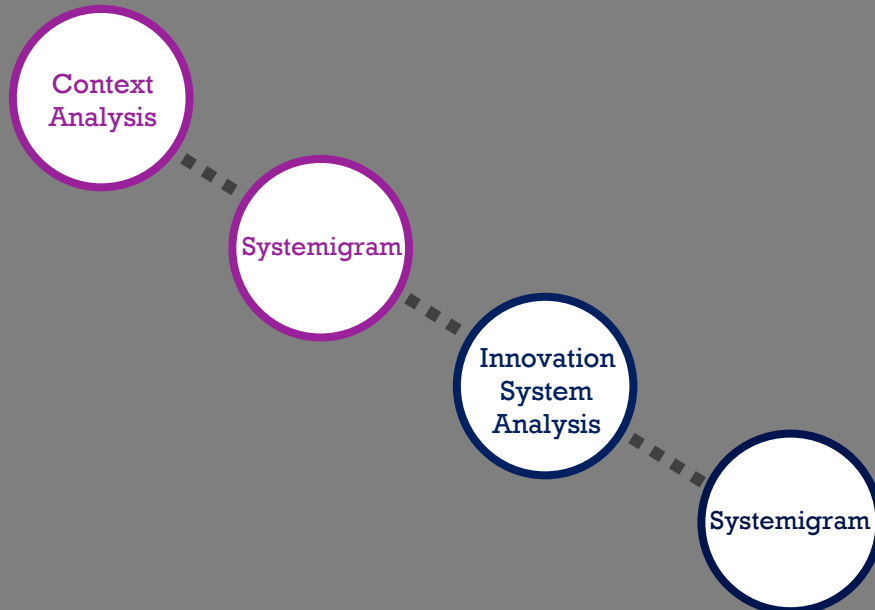 Context
Analysis
Systemigram
Innovation
System
Analysis
Systemigram